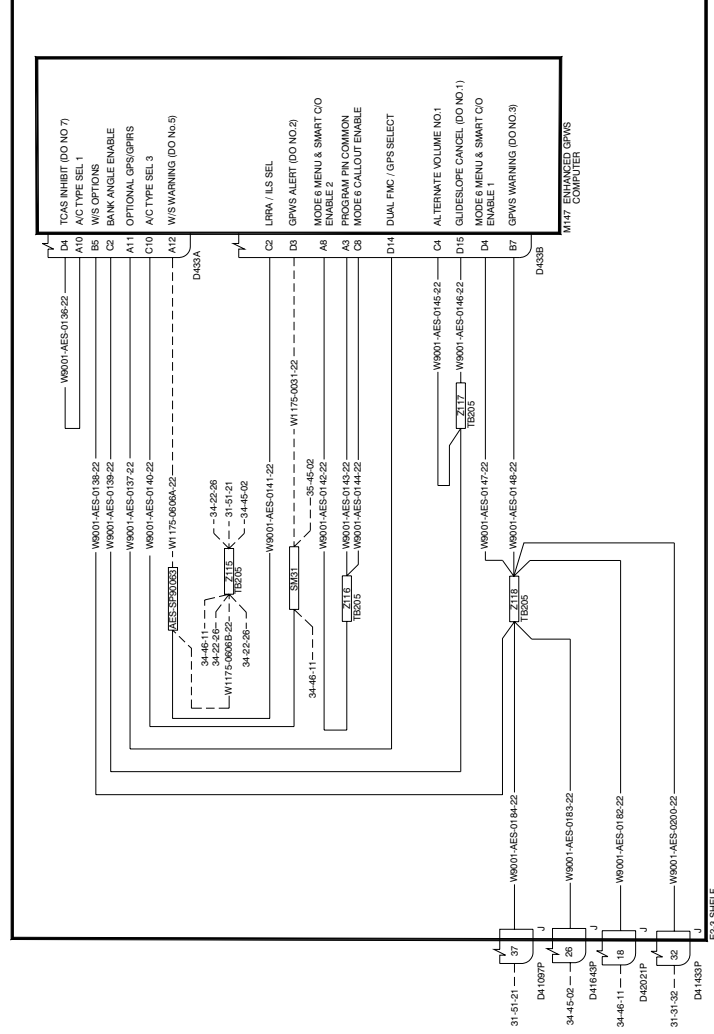 D4 TCAS INHIBIT (DO NO 7)
A10 A/C TYPE SEL 1
B5 W/S OPTIONS
C2 BANK ANGLE ENABLE
A11 OPTIONAL GPS/GPIRS
C10 A/C TYPE SEL 3
A12 W/S WARNING (DO No.5)
D433A
C2 LRRA / ILS SEL
D3 GPWS ALERT (DO NO.2)
A8 MODE 6 MENU & SMART C/O
ENABLE 2
A3 PROGRAM PIN COMMON
C8 MODE 6 CALLOUT ENABLE
D14 DUAL FMC / GPS SELECT
C4 ALTERNATE VOLUME NO.1
D15 GLIDESLOPE CANCEL (DO NO.1)
D4 MODE 6 MENU & SMART C/O
ENABLE 1
B7 GPWS WARNING (DO NO.3)
D433B
M147 ENHANCED GPWS
COMPUTER
W9001-AES-0136-22
W9001-AES-0138-22
W9001-AES-0139-22
W9001-AES-0137-22
W9001-AES-0140-22
AES-SP90063
W1175-0606A-22
34-46-11
34-22-26
W1175-0606B-22
34-22-26
Z115
TB205
34-22-26
31-51-21
34-45-02
W9001-AES-0141-22
SM31
W1175-0031-22
34-46-11
35-45-02
W9001-AES-0142-22
Z116
TB205
W9001-AES-0143-22
W9001-AES-0144-22
W9001-AES-0145-22
Z117
TB205
W9001-AES-0146-22
W9001-AES-0147-22
W9001-AES-0148-22
Z118
TB205
31-51-21
37
J
D41097P
W9001-AES-0184-22
34-45-02
26
J
D41643P
W9001-AES-0183-22
34-46-11
18
J
D42021P
W9001-AES-0182-22
31-31-32
32
J
D41433P
W9001-AES-0200-22